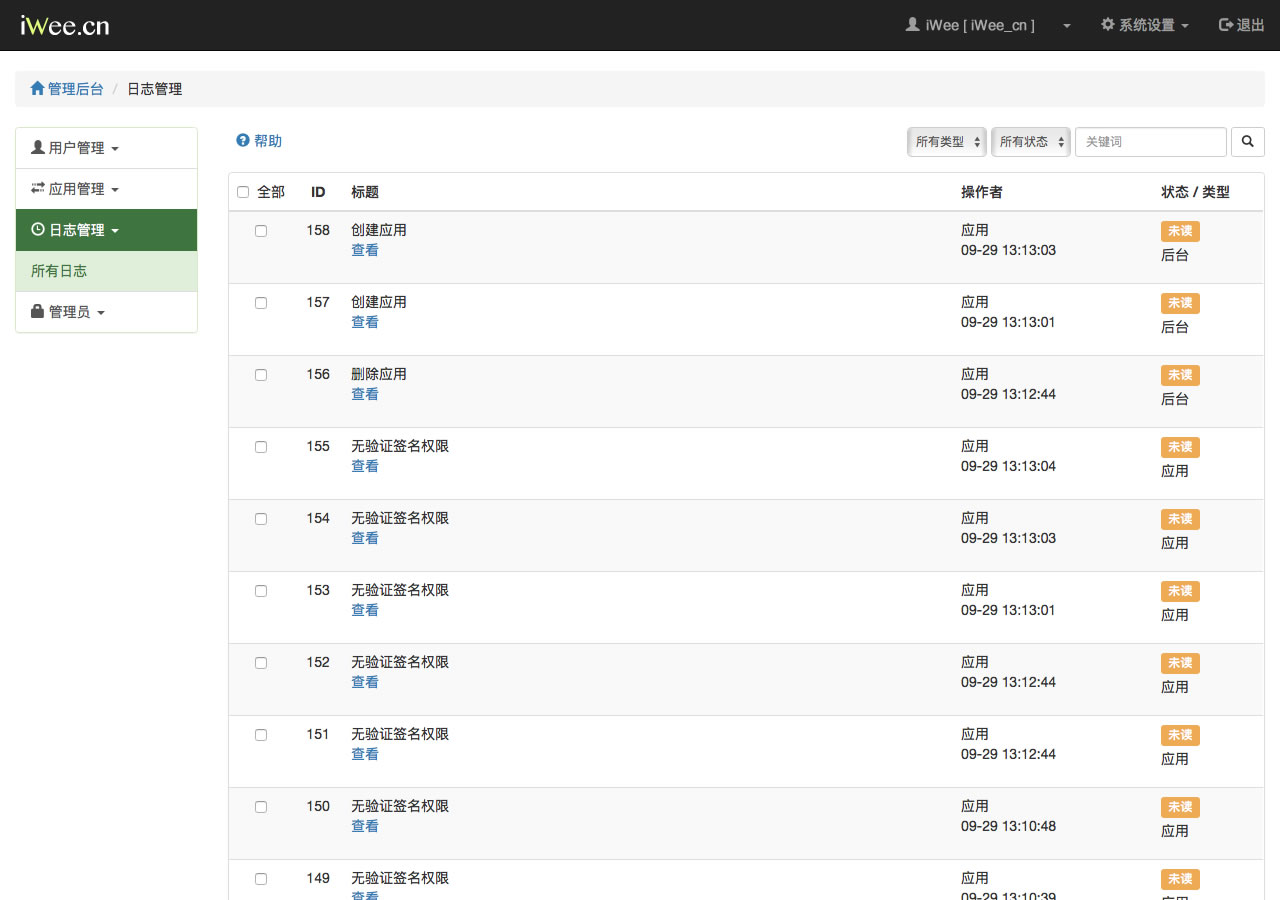 iWee.cn
iWee [ iWee_cn ] 系统设置 退出
管理后台 / 日志管理
用户管理
应用管理
日志管理
所有日志
管理员
帮助
所有类型 所有状态 关键词
全部 ID 标题 操作者 状态 / 类型
158 创建应用 应用 未读
查看 09-29 13:13:03 后台
157 创建应用 应用 未读
查看 09-29 13:13:01 后台
156 删除应用 应用 未读
查看 09-29 13:12:44 后台
155 无验证签名权限 应用 未读
查看 09-29 13:13:04 应用
154 无验证签名权限 应用 未读
查看 09-29 13:13:03 应用
153 无验证签名权限 应用 未读
查看 09-29 13:13:01 应用
152 无验证签名权限 应用 未读
查看 09-29 13:12:44 应用
151 无验证签名权限 应用 未读
查看 09-29 13:12:44 应用
150 无验证签名权限 应用 未读
查看 09-29 13:10:48 应用
149 无验证签名权限 应用 未读
查看 09-29 13:10:39 应用